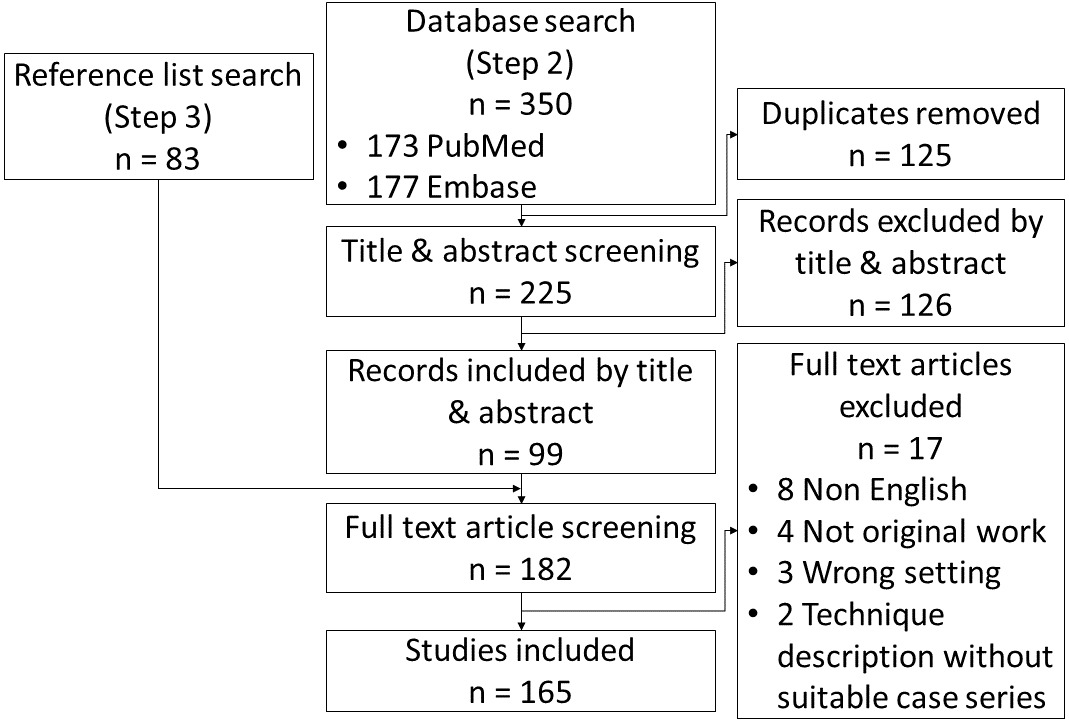 Reference list search
(Step 3)
n = 83
Database search
(Step 2)
n = 350
• 173 PubMed
• 177 Embase
Duplicates removed
n = 125
Title & abstract screening
n = 225
Records excluded by
title & abstract
n = 126
Records included by title
& abstract
n = 99
Full text articles
excluded
n = 17
• 8 Non English
• 4 Not original work
• 3 Wrong setting
• 2 Technique
description without
suitable case series
Full text article screening
n = 182
Studies included
n = 165